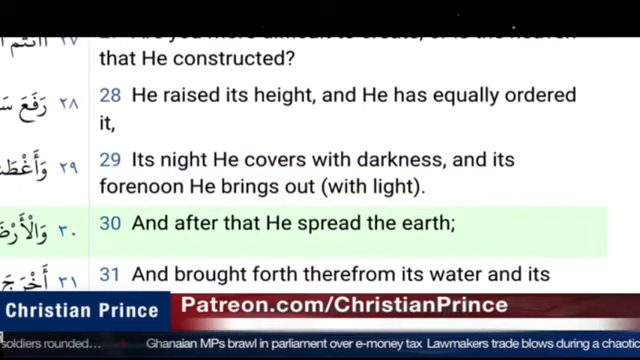 that He constructed?
28 He raised its height, and He has equally ordered ٢٨ رَفَعَ
it,
29 Its night He covers with darkness, and its ٢٩
forenoon He brings out (with light).
30 And after that He spread the earth; ٣٠
31 And brought forth therefrom its water and its ٣١ أَخْرَجَ
Christian Prince
Patreon.com/ChristianPrince
soldiers rounded... Ghanaian MPs brawl in parliament over e-money tax Lawmakers trade blows during a chaotic